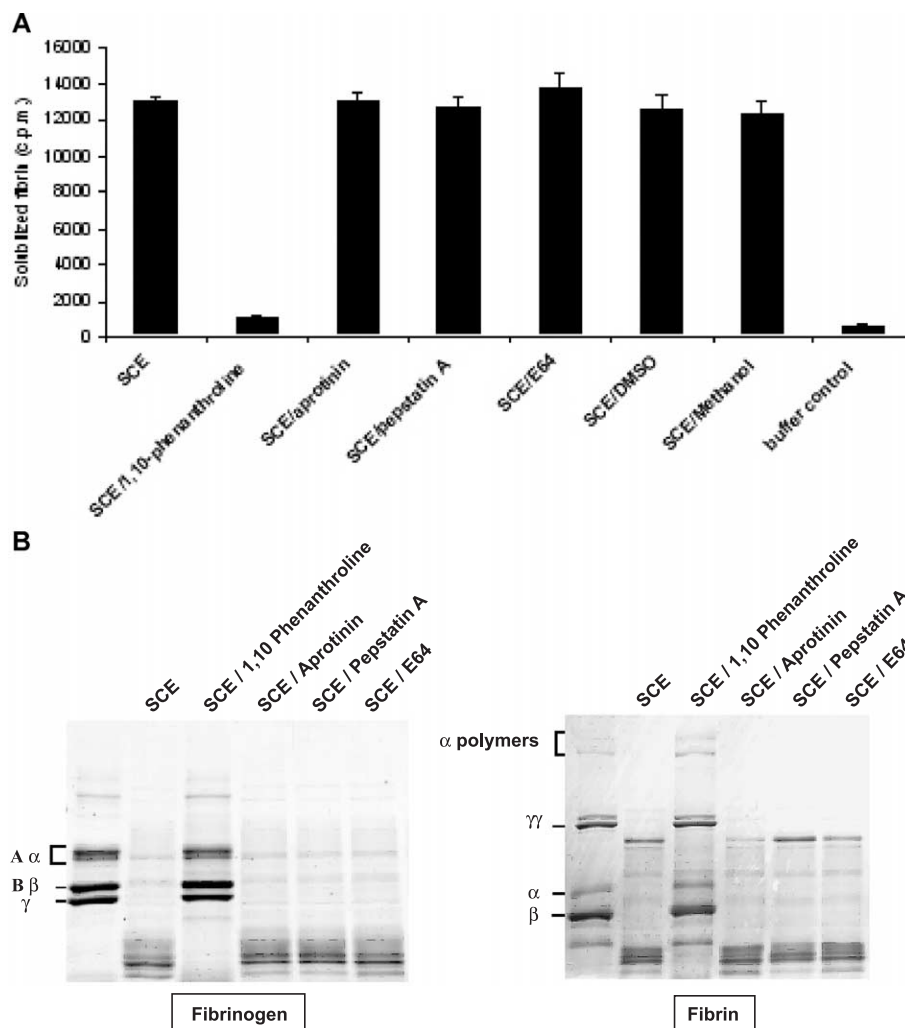 A
Solubilized fibrin (c.p.m)
16000
14000
12000
10000
8000
6000
4000
2000
0
SCE
SCE/1,10-phenanthroline
SCE/aprotinin
SCE/pepstatin A
SCE/E64
SCE/DMSO
SCE/Methanol
buffer control
B
SCE
SCE / 1,10 Phenanthroline
SCE / Aprotinin
SCE / Pepstatin A
SCE / E64
A α
B β
γ
Fibrinogen
SCE
SCE / 1,10 Phenanthroline
SCE / Aprotinin
SCE / Pepstatin A
SCE / E64
α polymers
γγ
α
β
Fibrin